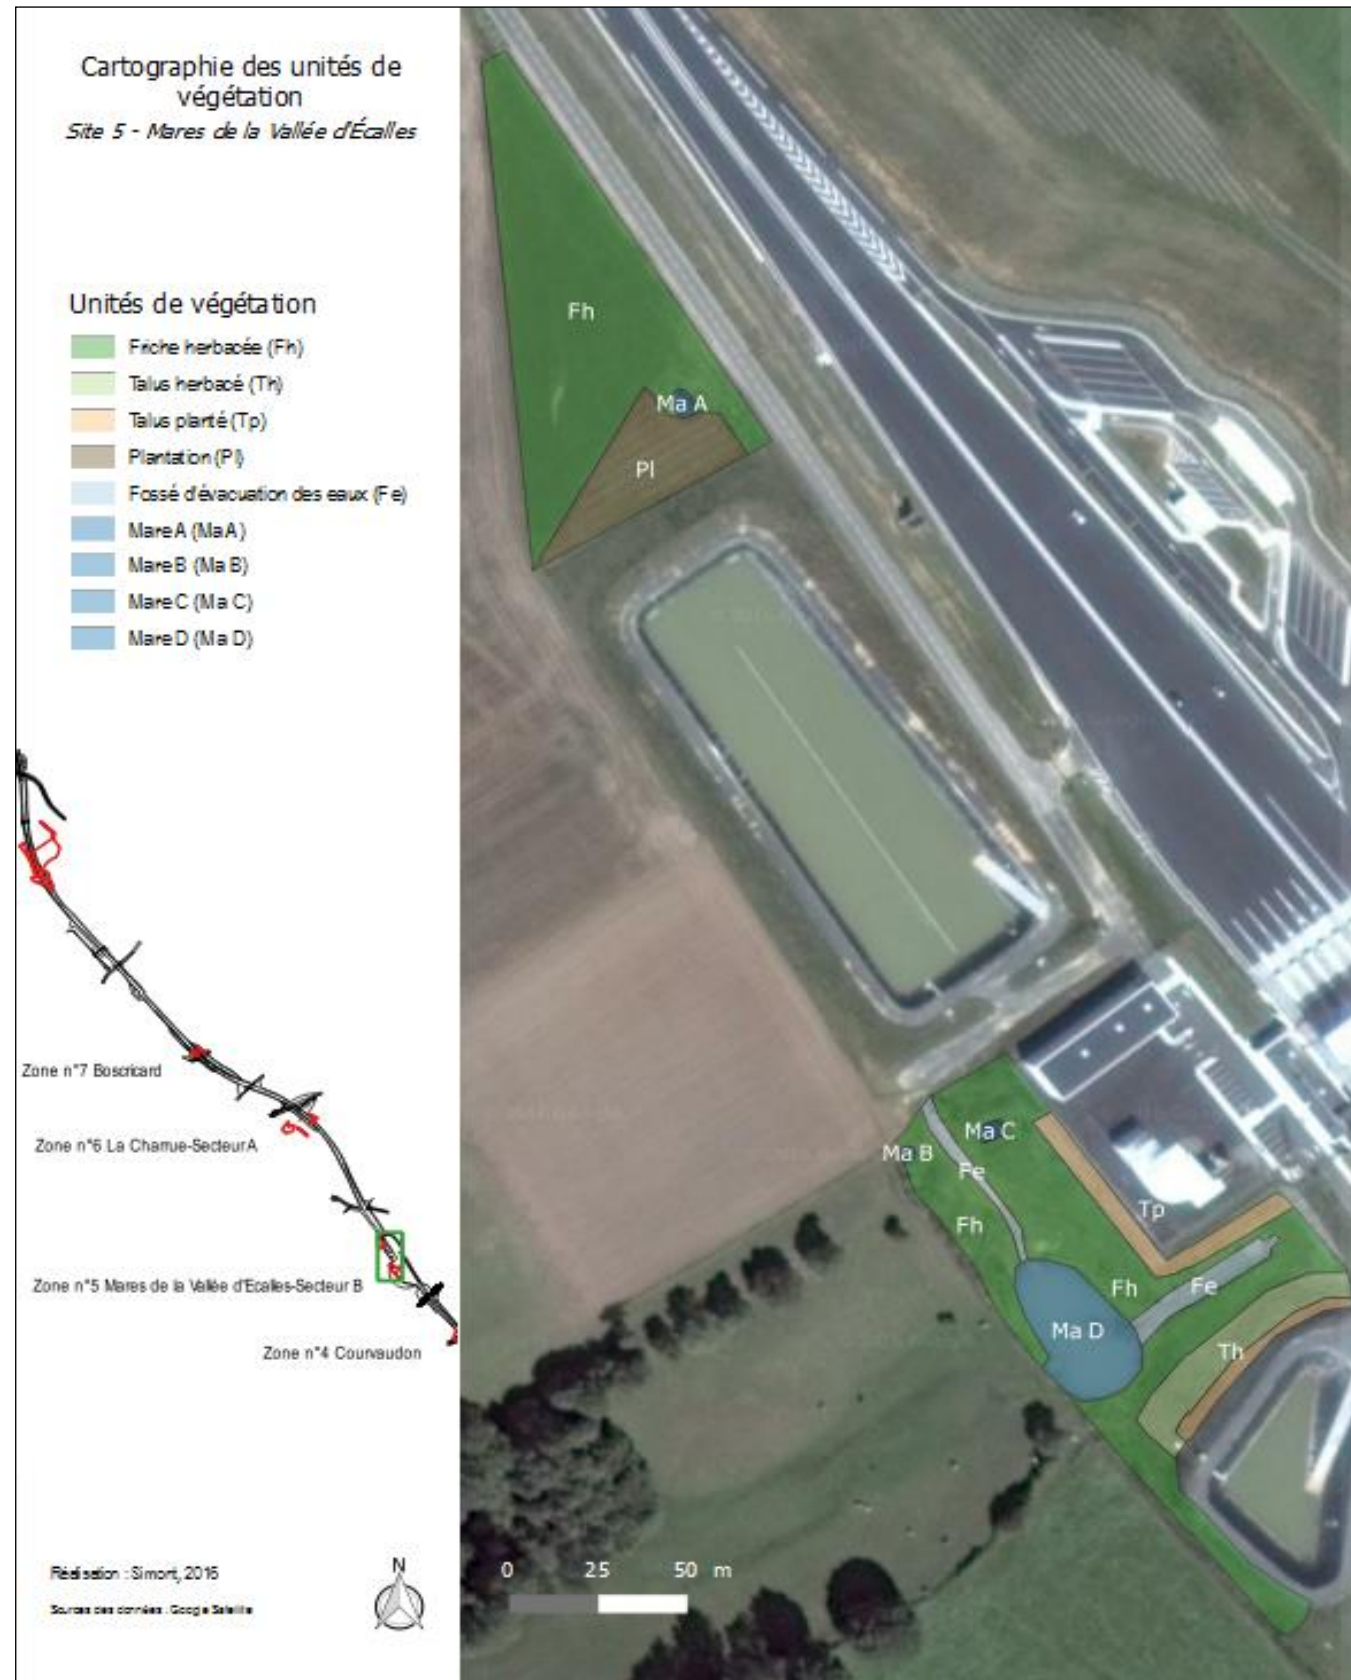 Cartographie des unités de
végétation
Site 5 - Mares de la Vallée d'Écalles
Unités de végétation
Friche herbacée (Fh)
Talus herbacé (Th)
Talus planté (Tp)
Plantation (Pl)
Fossé d'évacuation des eaux (Fe)
Mare A (Ma A)
Mare B (Ma B)
Mare C (Ma C)
Mare D (Ma D)
Zone n°7 Boscricard
Zone n°6 La Charrue-Secteur A
Zone n°5 Mares de la Vallée d'Ecalles-Secteur B
Zone n°4 Courvaudon
Réalisation : Simont, 2016
Sources des données : Google Satellite
N
Fh
Ma A
Pl
Ma C
Ma B
Fe
Tp
Fh
Fh
Fe
Ma D
Th
0 25 50 m